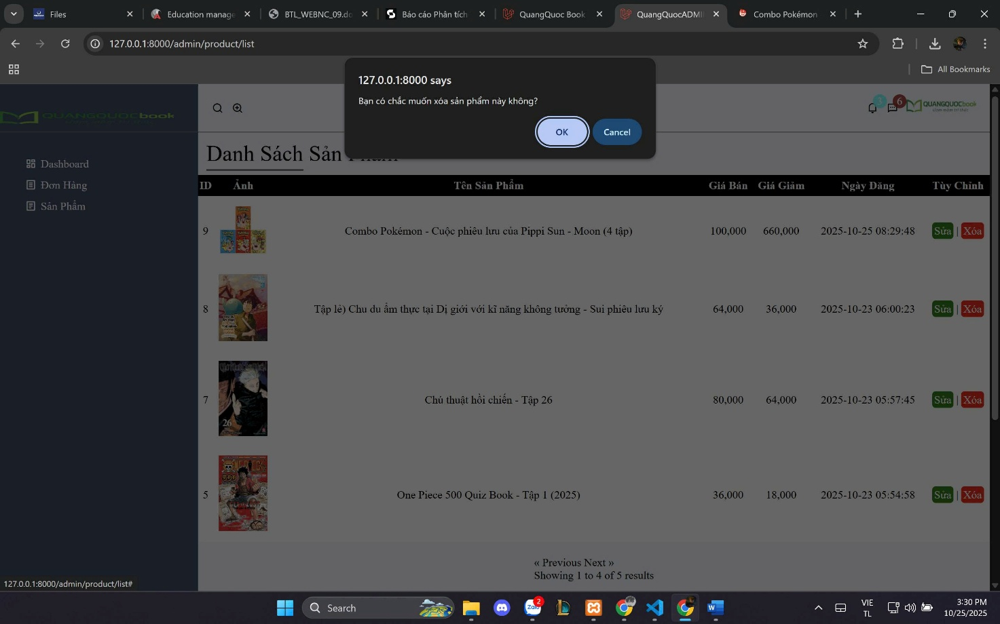 Files
Education manage
BTL_WEBNC_09.do
Báo cáo Phân tích
QuangQuoc Book
QuangQuocADMI
Combo Pokémon
127.0.0.1:8000/admin/product/list
All Bookmarks
127.0.0.1:8000 says
Bạn có chắc muốn xóa sản phẩm này không?
OK
Cancel
QUANGQUOCbook
3
6
QUANGQUOCbook
Dashboard
Đơn Hàng
Sản Phẩm
Danh Sách Sản Phẩm
ID Ảnh Tên Sản Phẩm Giá Bán Giá Giảm Ngày Đăng Tùy Chỉnh
9 Combo Pokémon - Cuộc phiêu lưu của Pippi Sun - Moon (4 tập) 100,000 660,000 2025-10-25 08:29:48 Sửa | Xóa
8 Tập lẻ) Chu du ẩm thực tại Dị giới với kĩ năng không tưởng - Sui phiêu lưu ký 64,000 36,000 2025-10-23 06:00:23 Sửa | Xóa
7 Chú thuật hồi chiến - Tập 26 80,000 64,000 2025-10-23 05:57:45 Sửa | Xóa
26
5 One Piece 500 Quiz Book - Tập 1 (2025) 36,000 18,000 2025-10-23 05:54:58 Sửa | Xóa
« Previous Next »
Showing 1 to 4 of 5 results
127.0.0.1:8000/admin/product/list#
Search
Zalo
2
VIE
TL
3:30 PM
10/25/2025